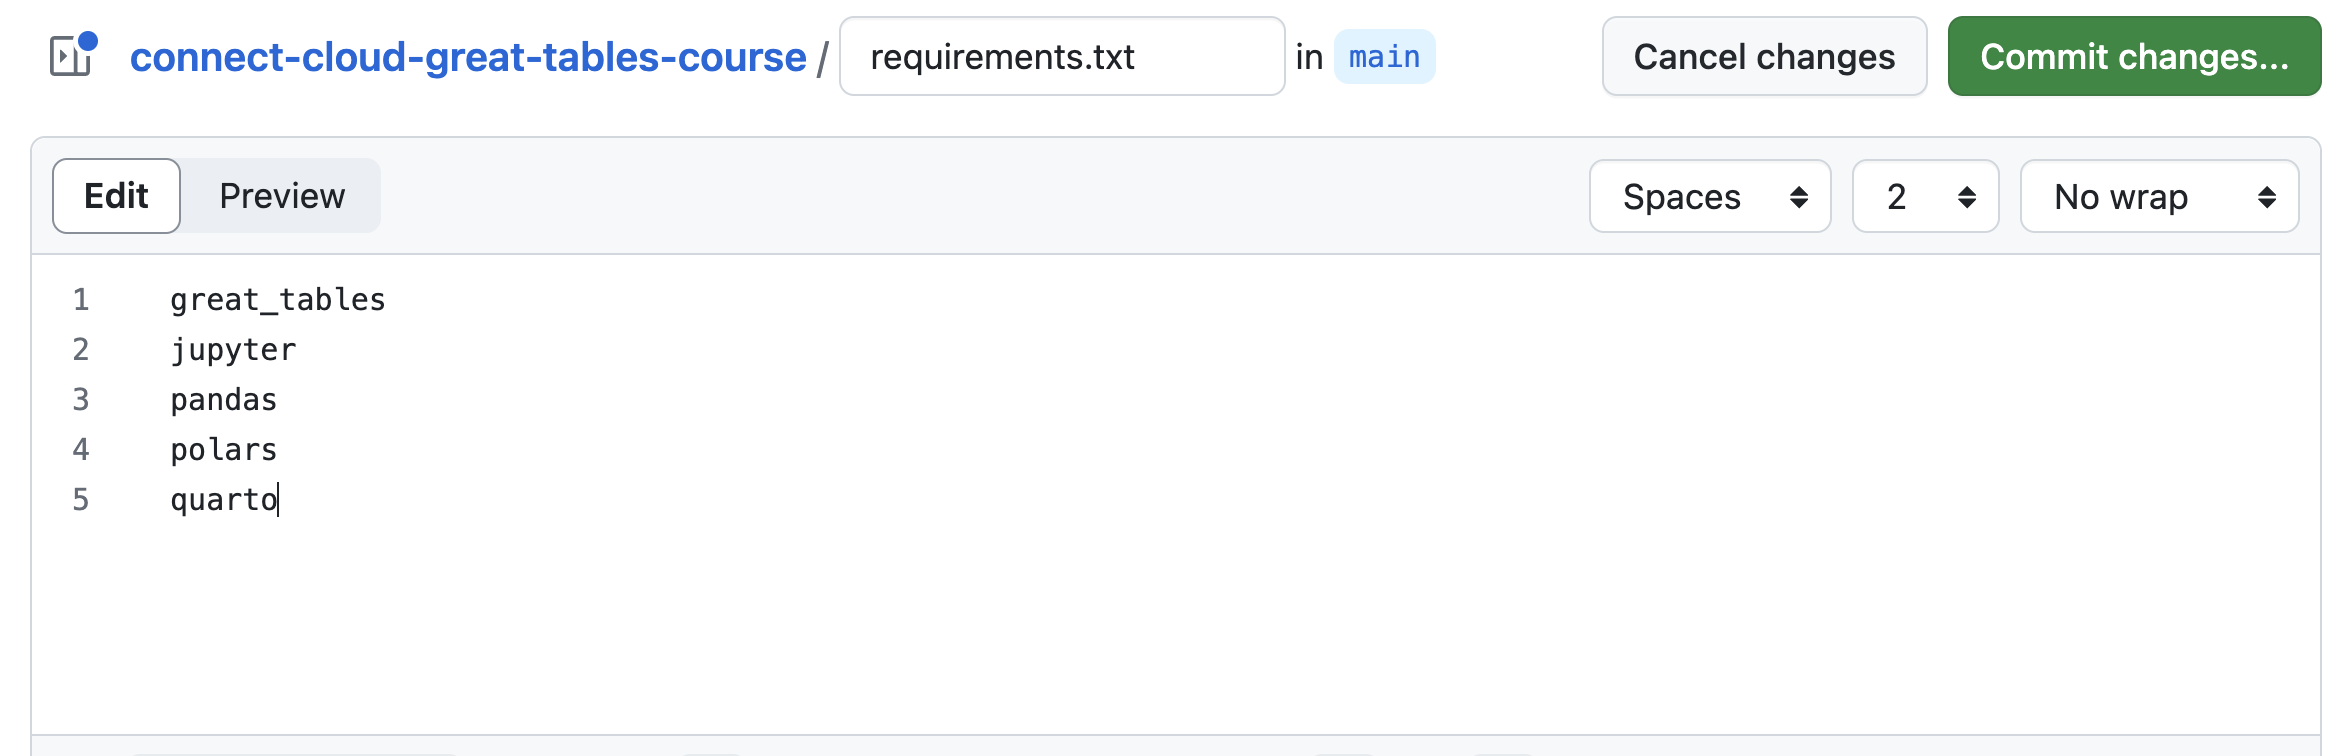 connect-cloud-great-tables-course / requirements.txt in main Cancel changes Commit changes...
Edit Preview Spaces 2 No wrap
1 great_tables
2 jupyter
3 pandas
4 polars
5 quarto